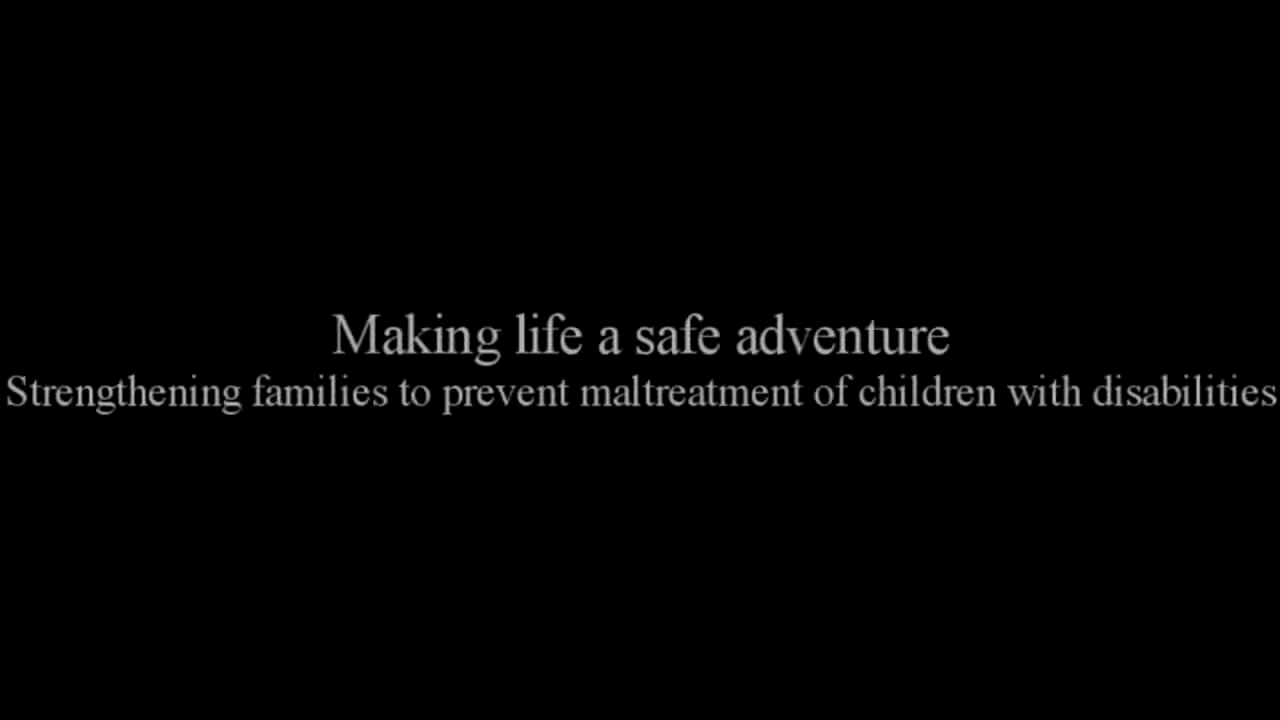 Making life a safe adventure
Strengthening families to prevent maltreatment of children with disabilities